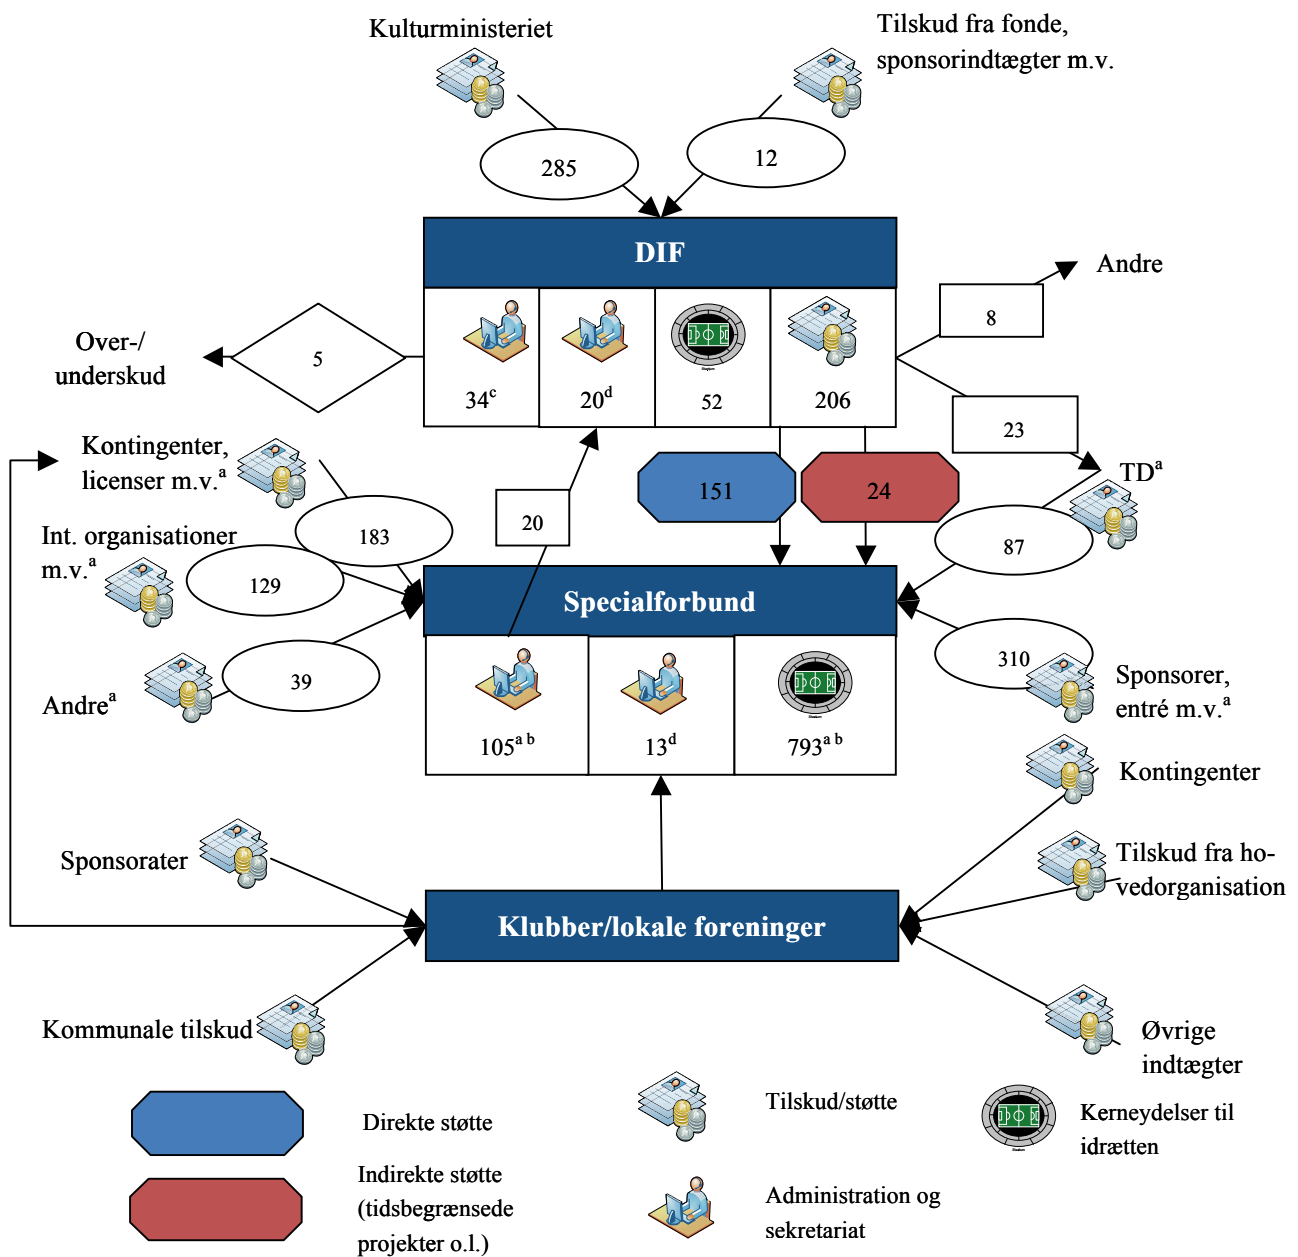 Kulturministeriet
Tilskud fra fonde,
sponsorindtægter m.v.
285
12
DIF
Andre
8
Over-/
underskud
5
34c
20d
52
206
23
Kontingenter,
licenser m.v.a
TDa
151
24
20
183
87
Int. organisationer
m.v.a
129
Specialforbund
310
39
Andrea
Sponsorer,
entré m.v.a
105a b
13d
793a b
Kontingenter
Sponsorater
Tilskud fra ho-
vedorganisation
Klubber/lokale foreninger
Kommunale tilskud
Øvrige
indtægter
Direkte støtte
Tilskud/støtte
Kerneydelser til
idrætten
Indirekte støtte
(tidsbegrænsede
projekter o.l.)
Administration og
sekretariat